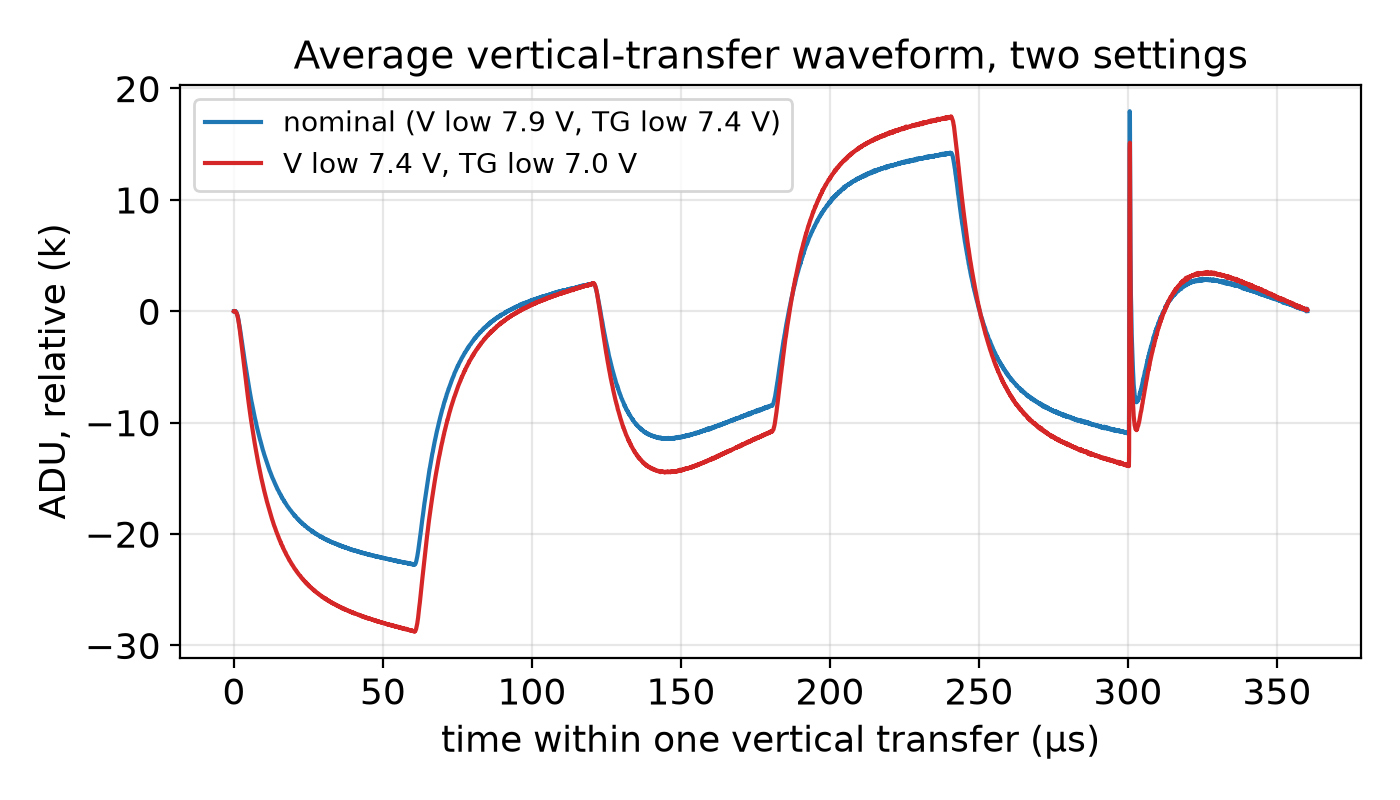 Average vertical-transfer waveform, two settings
nominal (V low 7.9 V, TG low 7.4 V)
V low 7.4 V, TG low 7.0 V
ADU, relative (k)
20
10
0
−10
−20
−30
0 50 100 150 200 250 300 350
time within one vertical transfer (μs)